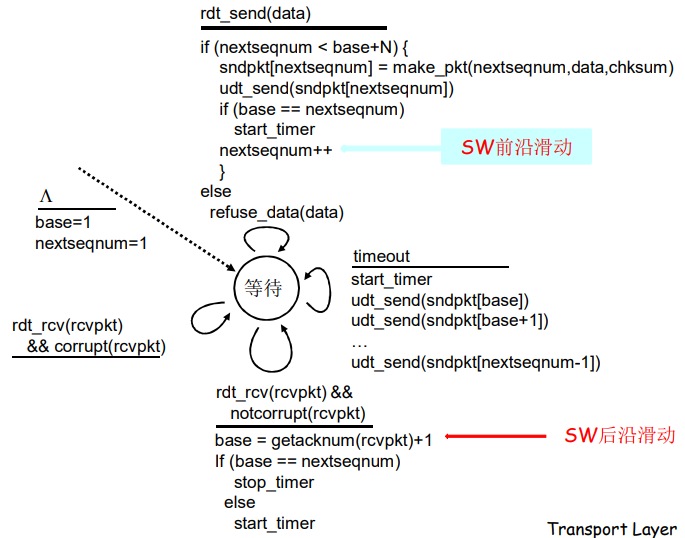 rdt_send(data)
if (nextseqnum < base+N) {
sndpkt[nextseqnum] = make_pkt(nextseqnum,data,chksum)
udt_send(sndpkt[nextseqnum])
if (base == nextseqnum)
start_timer
nextseqnum++
SW前沿滑动
}
else
refuse_data(data)
Λ
base=1
nextseqnum=1
等待
timeout
start_timer
udt_send(sndpkt[base])
udt_send(sndpkt[base+1])
…
udt_send(sndpkt[nextseqnum-1])
rdt_rcv(rcvpkt)
&& corrupt(rcvpkt)
rdt_rcv(rcvpkt) &&
notcorrupt(rcvpkt)
base = getacknum(rcvpkt)+1
SW后沿滑动
If (base == nextseqnum)
stop_timer
else
start_timer
Transport Layer